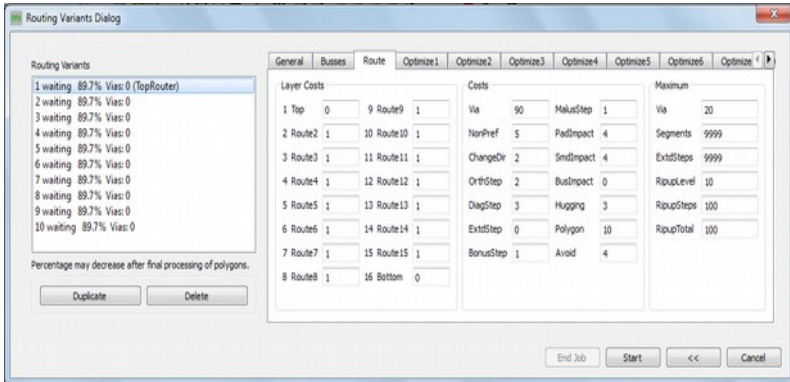 Routing Variants Dialog
Routing Variants
1 waiting 89.7% Vias: 0 (TopRouter)
2 waiting 89.7% Vias: 0
3 waiting 89.7% Vias: 0
4 waiting 89.7% Vias: 0
5 waiting 89.7% Vias: 0
6 waiting 89.7% Vias: 0
7 waiting 89.7% Vias: 0
8 waiting 89.7% Vias: 0
9 waiting 89.7% Vias: 0
10 waiting 89.7% Vias: 0
Percentage may decrease after final processing of polygons.
Duplicate Delete
General Busses Route Optimize1 Optimize2 Optimize3 Optimize4 Optimize5 Optimize6 Optimize
Layer Costs Costs Maximum
1 Top 0 9 Route9 1 Via 90 MalusStep 1 Via 20
2 Route2 1 10 Route10 1 NonPref 5 PadImpact 4 Segments 9999
3 Route3 1 11 Route11 1 ChangeDir 2 SmdImpact 4 ExtdSteps 9999
4 Route4 1 12 Route12 1 OrthStep 2 BusImpact 0 RipupLevel 10
5 Route5 1 13 Route13 1 DiagStep 3 Hugging 3 RipupSteps 100
6 Route6 1 14 Route14 1 ExtdStep 0 Polygon 10 RipupTotal 100
7 Route7 1 15 Route15 1 BonusStep 1 Avoid 4
8 Route8 1 16 Bottom 0
End Job Start << Cancel